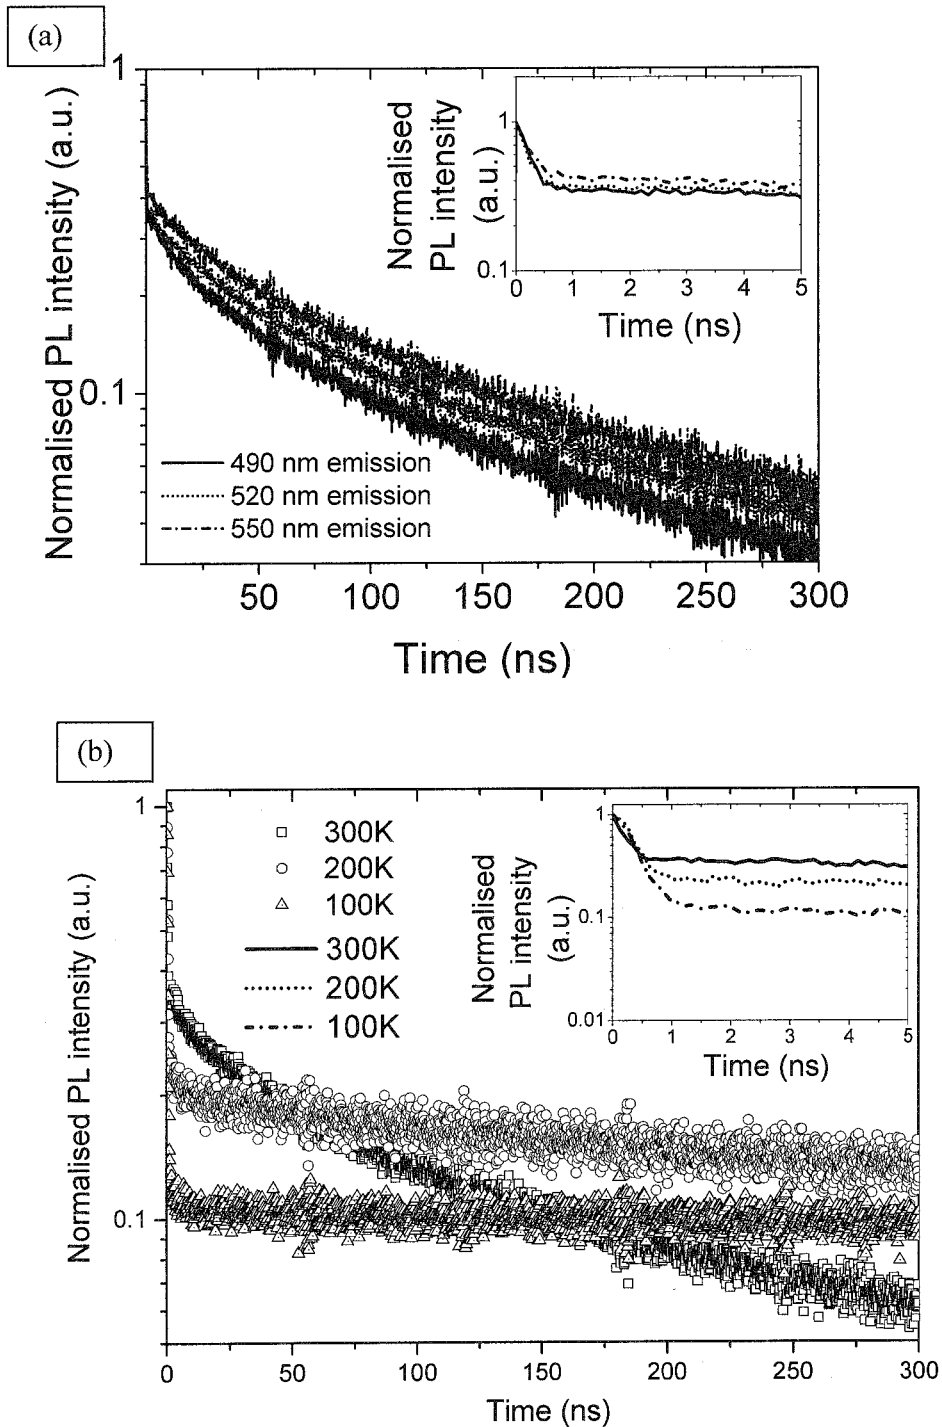 (a)
1
0.1
Normalised PL intensity (a.u.)
490 nm emission
520 nm emission
550 nm emission
50 100 150 200 250 300
Time (ns)
Normalised
PL intensity
(a.u.)
1
0.1
0 1 2 3 4 5
Time (ns)
(b)
1
0.1
Normalised PL intensity (a.u.)
300K
200K
100K
300K
200K
100K
0 50 100 150 200 250 300
Time (ns)
Normalised
PL intensity
(a.u.)
1
0.1
0.01
0 1 2 3 4 5
Time (ns)